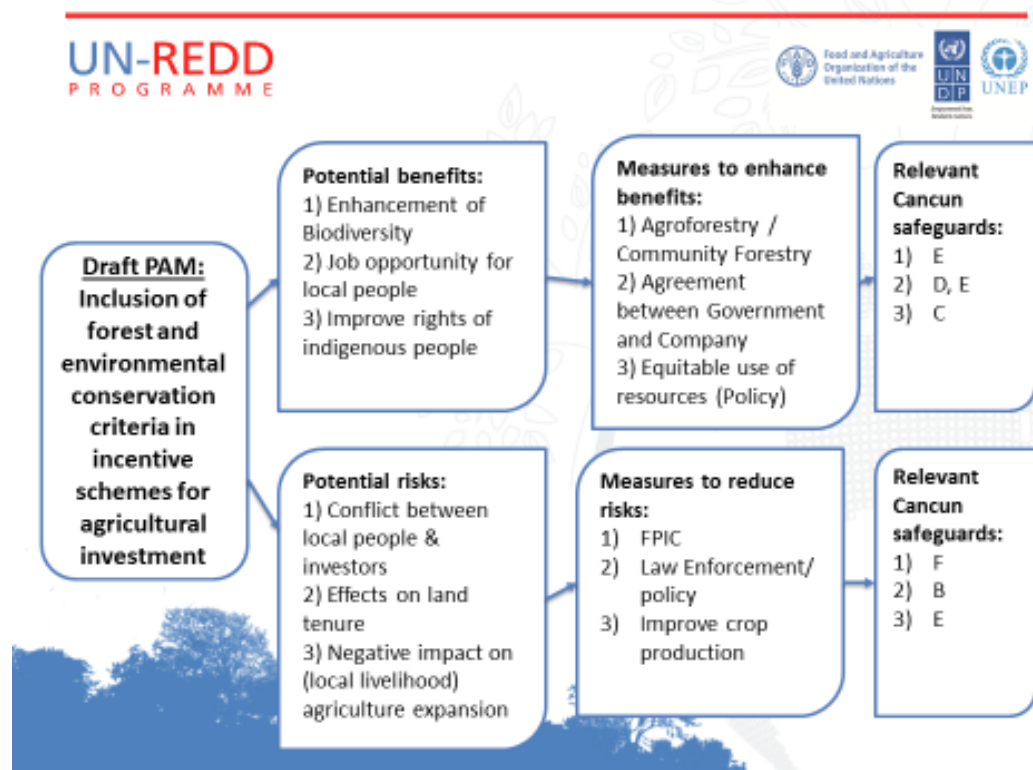 UN-REDD
PROGRAMME
Food and Agriculture
Organization of the
United Nations
U N
D P
Empowered lives.
Resilient nations.
UNEP
Draft PAM:
Inclusion of
forest and
environmental
conservation
criteria in
incentive
schemes for
agricultural
investment
Potential benefits:
1) Enhancement of
Biodiversity
2) Job opportunity for
local people
3) Improve rights of
indigenous people
Measures to enhance
benefits:
1) Agroforestry /
Community Forestry
2) Agreement
between Government
and Company
3) Equitable use of
resources (Policy)
Relevant
Cancun
safeguards:
1) E
2) D, E
3) C
Potential risks:
1) Conflict between
local people &
investors
2) Effects on land
tenure
3) Negative impact on
(local livelihood)
agriculture expansion
Measures to reduce
risks:
1) FPIC
2) Law Enforcement/
policy
3) Improve crop
production
Relevant
Cancun
safeguards:
1) F
2) B
3) E